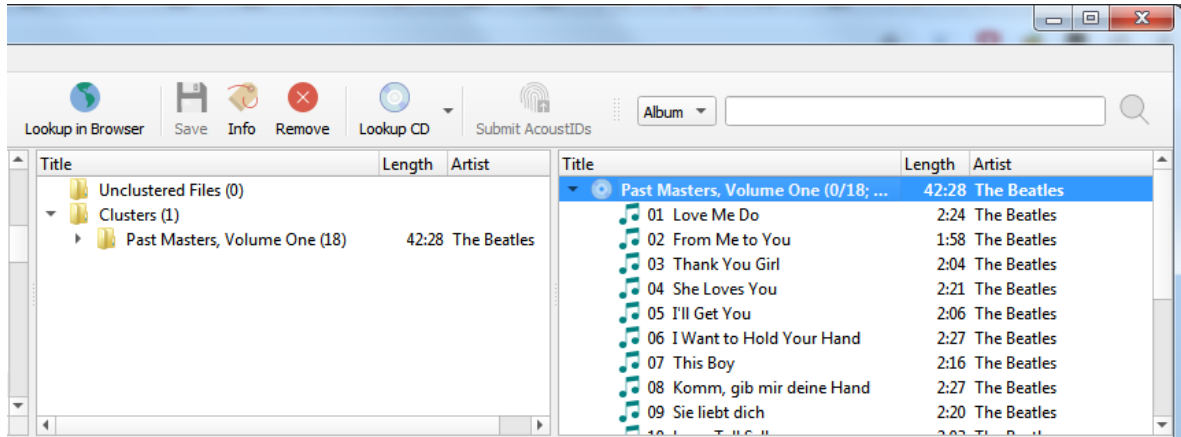 Lookup in Browser Save Info Remove Lookup CD Submit AcoustIDs Album
Title Length Artist
Unclustered Files (0)
Clusters (1)
Past Masters, Volume One (18) 42:28 The Beatles
Title Length Artist
Past Masters, Volume One (0/18; ... 42:28 The Beatles
01 Love Me Do 2:24 The Beatles
02 From Me to You 1:58 The Beatles
03 Thank You Girl 2:04 The Beatles
04 She Loves You 2:21 The Beatles
05 I'll Get You 2:06 The Beatles
06 I Want to Hold Your Hand 2:27 The Beatles
07 This Boy 2:16 The Beatles
08 Komm, gib mir deine Hand 2:27 The Beatles
09 Sie liebt dich 2:20 The Beatles